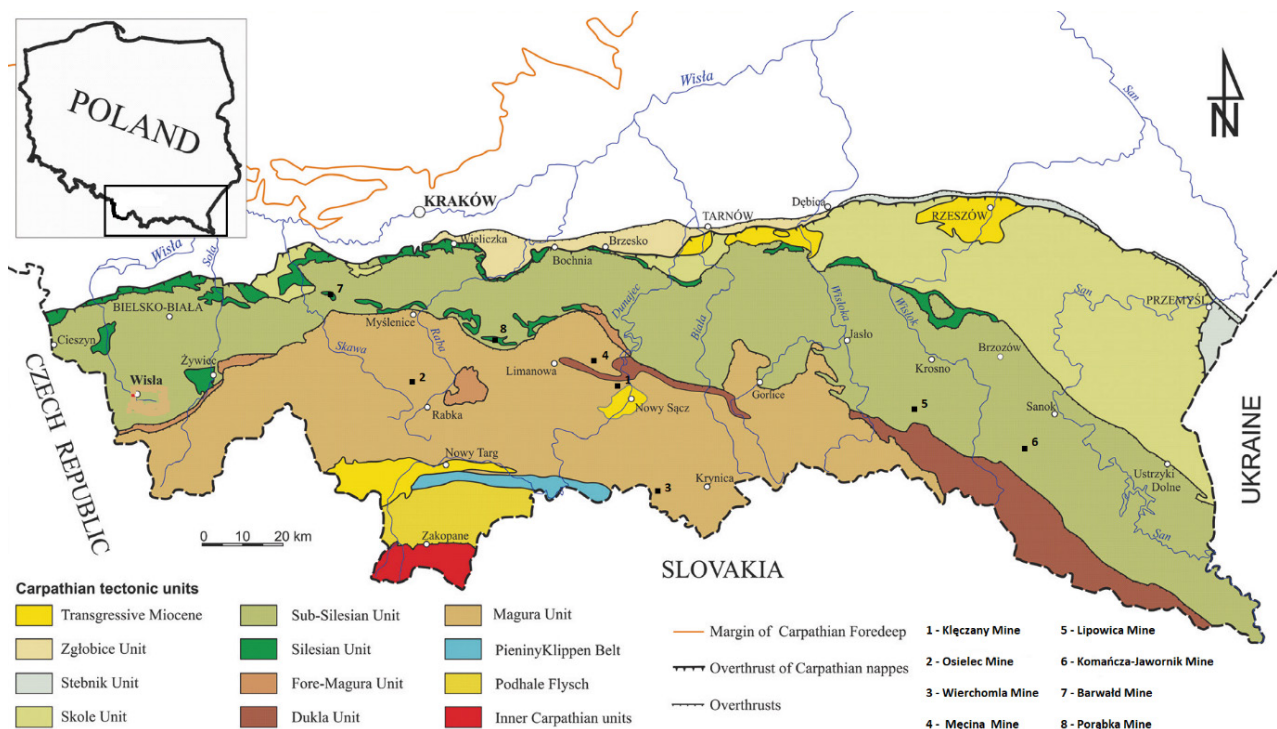 POLAND
Wisła
San
N
KRAKÓW
Dębica
TARNÓW
RZESZÓW
Wisła
Soła
Wieliczka
Brzesko
Bochnia
7
BIELSKO-BIAŁA
Dunajec
San
PRZEMYŚL
Cieszyn
Myślenice
8
Wisłoka
Wisłok
Biała
Jasło
Skawa
Raba
4
Brzozów
Żywiec
Limanowa
Krosno
Wisła
2
1
Gorlice
CZECH REPUBLIC
Rabka
Nowy Sącz
5
Sanok
UKRAINE
6
Nowy Targ
Ustrzyki
Dolne
Krynica
3
San
Zakopane
0 10 20 km
SLOVAKIA
Carpathian tectonic units
Transgressive Miocene
Zgłobice Unit
Stebnik Unit
Skole Unit
Sub-Silesian Unit
Silesian Unit
Fore-Magura Unit
Dukla Unit
Magura Unit
PieninyKlippen Belt
Podhale Flysch
Inner Carpathian units
Margin of Carpathian Foredeep
Overthrust of Carpathian nappes
Overthrusts
1 - Klęczany Mine
2 - Osielec Mine
3 - Wierchomla Mine
4 - Męcina Mine
5 - Lipowica Mine
6 - Komańcza-Jawornik Mine
7 - Barwałd Mine
8 - Porąbka Mine